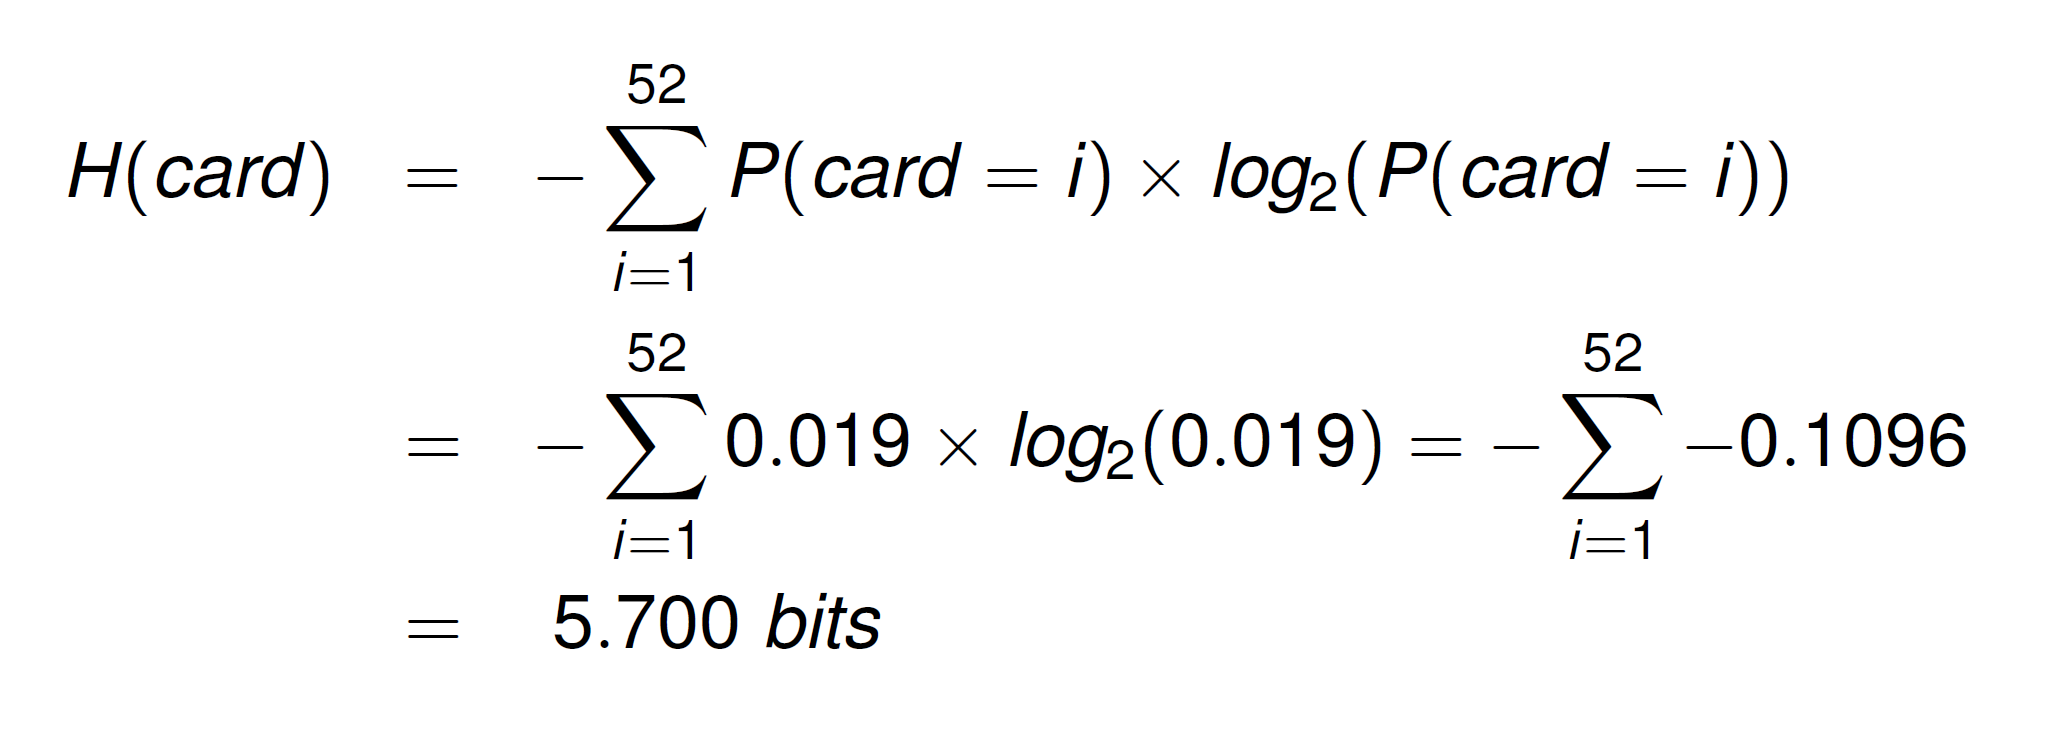 H(card) = −∑_{i=1}^{52} P(card = i) × log₂(P(card = i))
= −∑_{i=1}^{52} 0.019 × log₂(0.019) = −∑_{i=1}^{52} −0.1096
= 5.700 bits